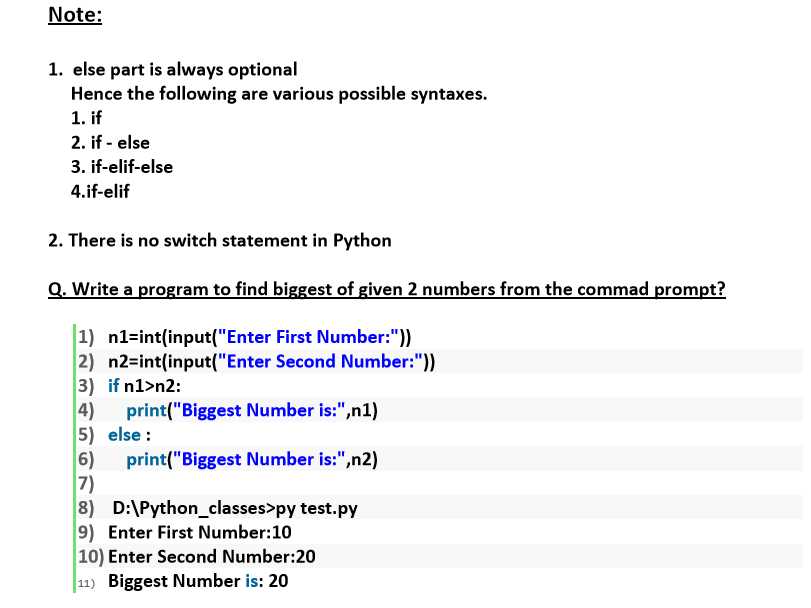 Note:
1. else part is always optional
Hence the following are various possible syntaxes.
1. if
2. if - else
3. if-elif-else
4.if-elif
2. There is no switch statement in Python
Q. Write a program to find biggest of given 2 numbers from the commad prompt?
1) n1=int(input("Enter First Number:"))
2) n2=int(input("Enter Second Number:"))
3) if n1>n2:
4) print("Biggest Number is:",n1)
5) else :
6) print("Biggest Number is:",n2)
7)
8) D:\Python_classes>py test.py
9) Enter First Number:10
10) Enter Second Number:20
11) Biggest Number is: 20